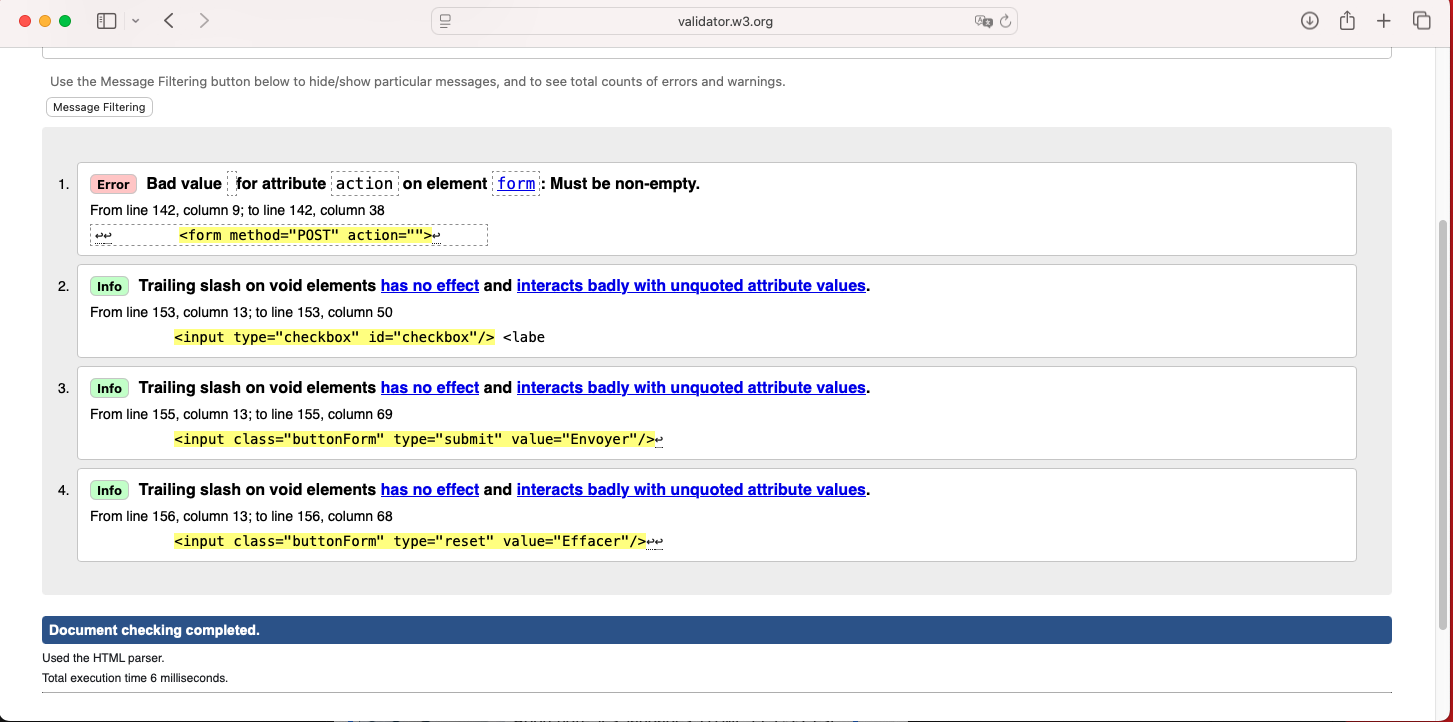 validator.w3.org
Use the Message Filtering button below to hide/show particular messages, and to see total counts of errors and warnings.
Message Filtering
1. Error Bad value for attribute action on element form: Must be non-empty.
From line 142, column 9; to line 142, column 38
↩↩ <form method="POST" action="">↩
2. Info Trailing slash on void elements has no effect and interacts badly with unquoted attribute values.
From line 153, column 13; to line 153, column 50
<input type="checkbox" id="checkbox"/> <labe
3. Info Trailing slash on void elements has no effect and interacts badly with unquoted attribute values.
From line 155, column 13; to line 155, column 69
<input class="buttonForm" type="submit" value="Envoyer"/>↩
4. Info Trailing slash on void elements has no effect and interacts badly with unquoted attribute values.
From line 156, column 13; to line 156, column 68
<input class="buttonForm" type="reset" value="Effacer"/>↩↩
Document checking completed.
Used the HTML parser.
Total execution time 6 milliseconds.